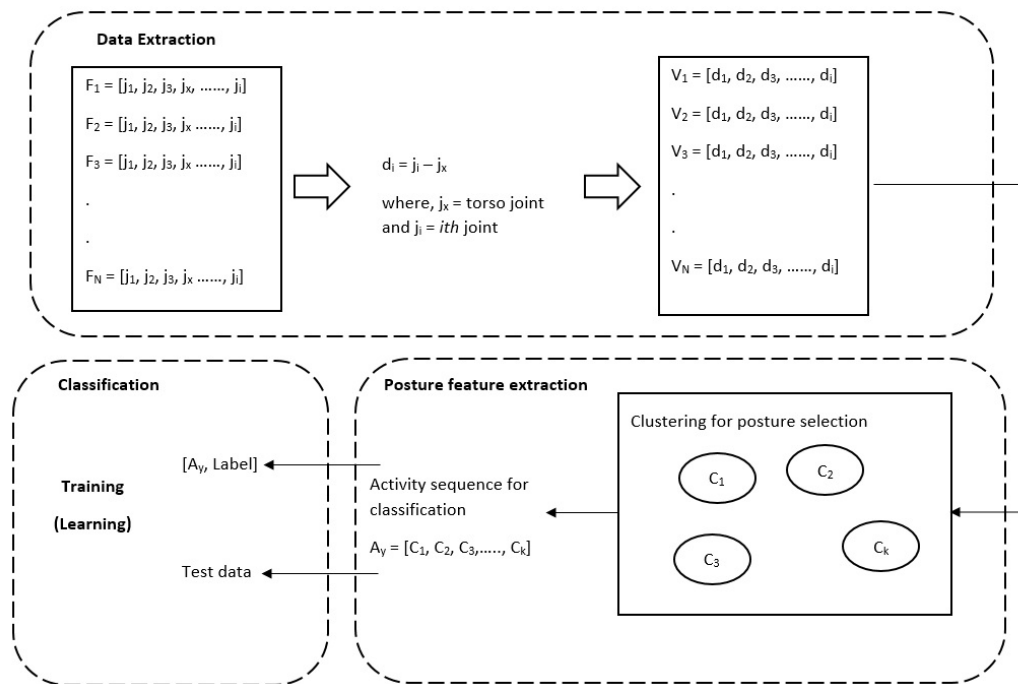 Data Extraction
F₁ = [j₁, j₂, j₃, jₓ, ……, jᵢ]
F₂ = [j₁, j₂, j₃, jₓ ……, jᵢ]
F₃ = [j₁, j₂, j₃, jₓ ……, jᵢ]
.
.
F_N = [j₁, j₂, j₃, jₓ ……, jᵢ]
dᵢ = jᵢ – jₓ
where, jₓ = torso joint
and jᵢ = ith joint
V₁ = [d₁, d₂, d₃, ……, dᵢ]
V₂ = [d₁, d₂, d₃, ……, dᵢ]
V₃ = [d₁, d₂, d₃, ……, dᵢ]
.
.
V_N = [d₁, d₂, d₃, ……, dᵢ]
Classification
Training
(Learning)
[A_y, Label]
Test data
Posture feature extraction
Activity sequence for
classification
A_y = [C₁, C₂, C₃,….., Cₖ]
Clustering for posture selection
C₁
C₂
C₃
Cₖ